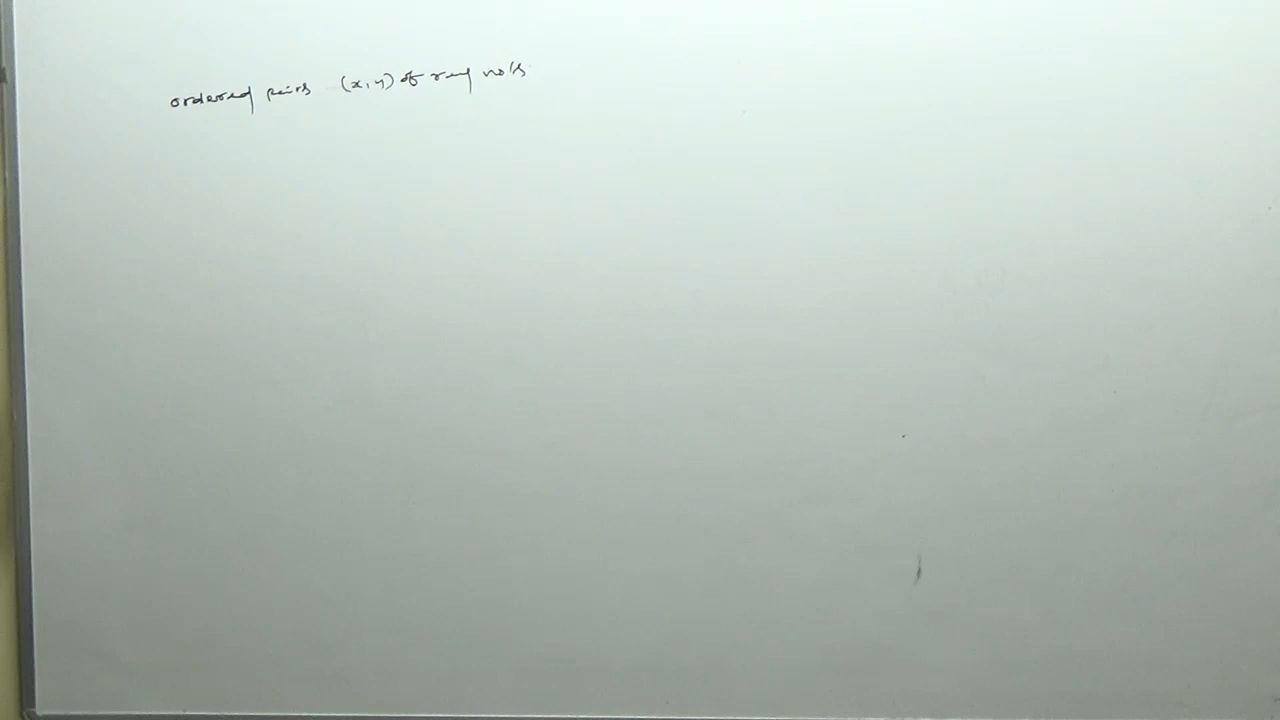 ordered pairs (x, y) of real no's